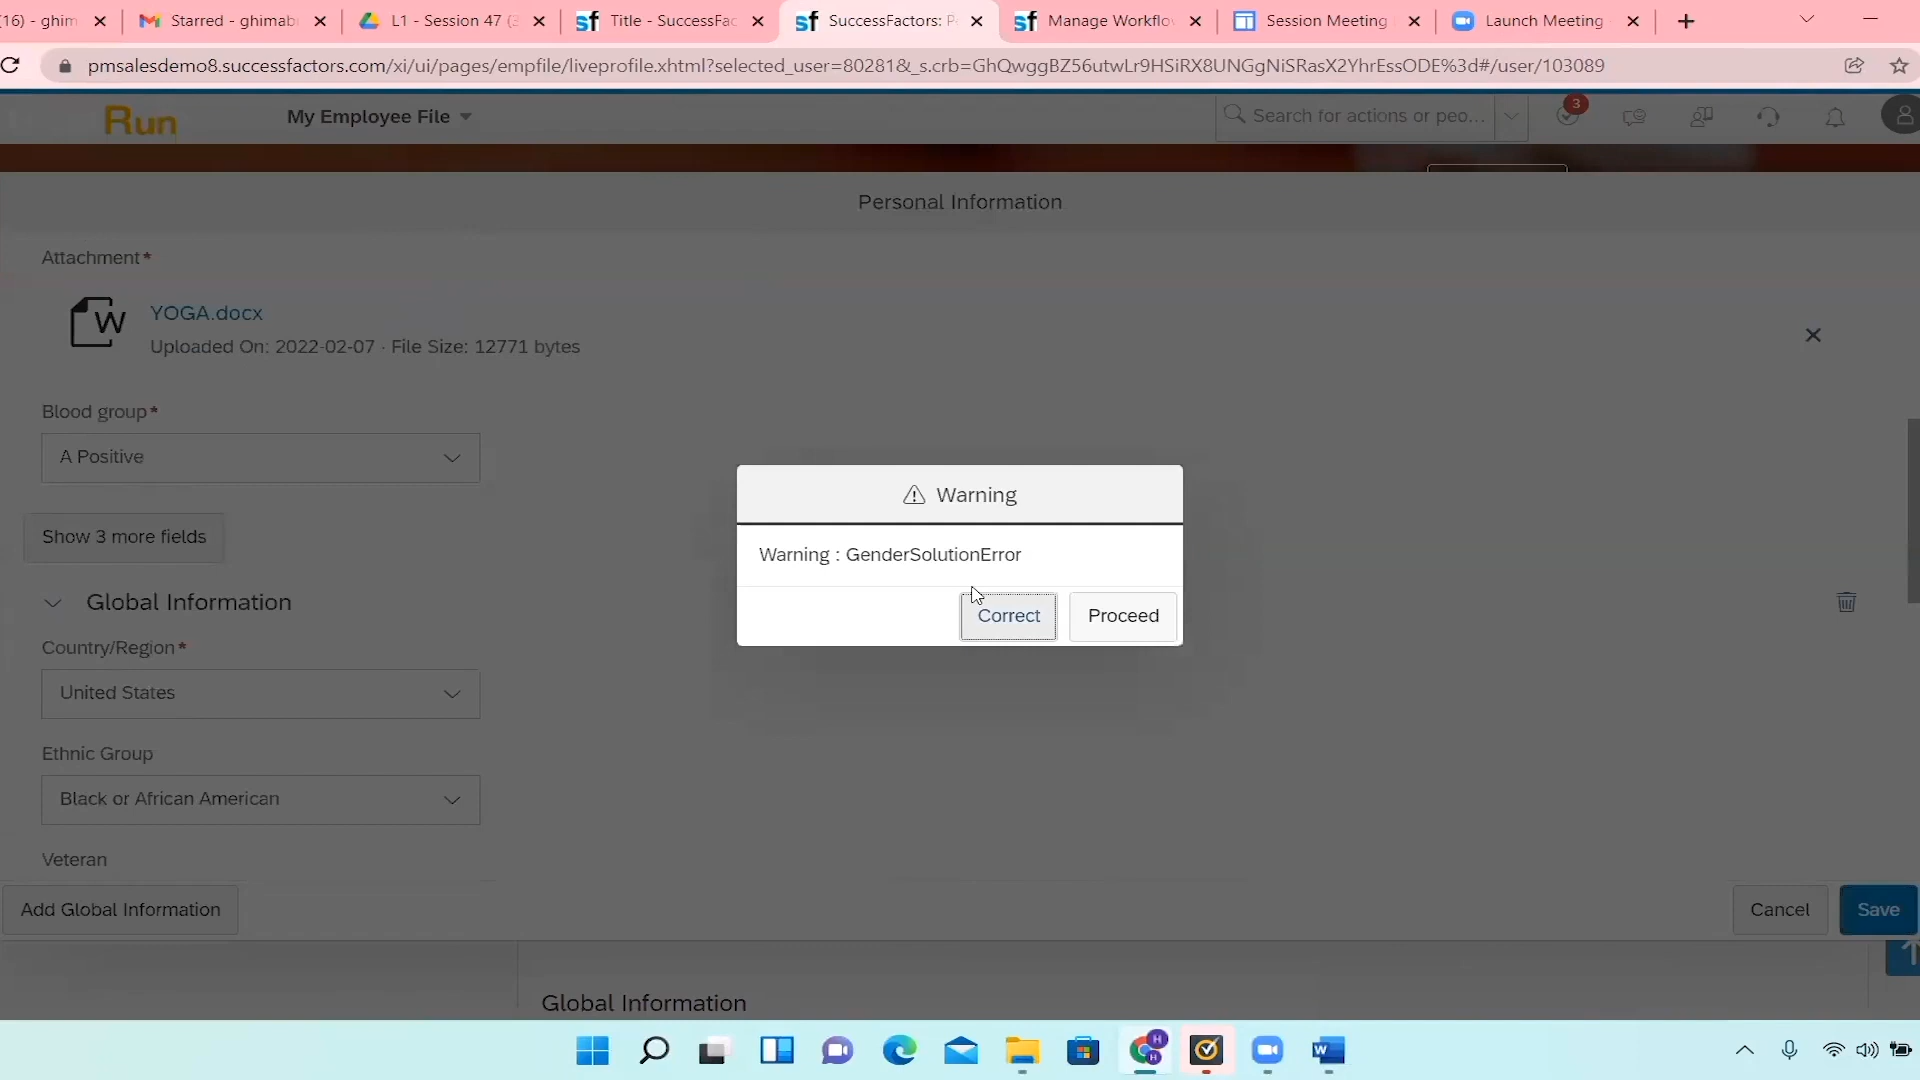 (16) - ghim
Starred - ghimab
L1 - Session 47 (
Title - SuccessFac
SuccessFactors: P
Manage Workflo
Session Meeting
Launch Meeting
pmsalesdemo8.successfactors.com/xi/ui/pages/empfile/liveprofile.xhtml?selected_user=80281&_s.crb=GhQwggBZ56utwLr9HSiRX8UNGgNiSRasX2YhrEssODE%3d#/user/103089
Run
My Employee File
Search for actions or peo...
3
Personal Information
Attachment*
W
YOGA.docx
Uploaded On: 2022-02-07 · File Size: 12771 bytes
Blood group*
A Positive
Show 3 more fields
Warning
Warning : GenderSolutionError
Correct
Proceed
Global Information
Country/Region*
United States
Ethnic Group
Black or African American
Veteran
Add Global Information
Cancel
Save
Global Information